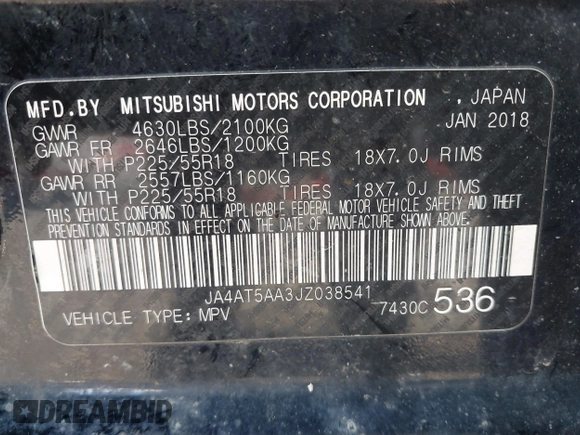 MFD.BY MITSUBISHI MOTORS CORPORATION , JAPAN
GVWR 4630LBS/2100KG JAN 2018
GAWR FR 2646LBS/1200KG
WITH P225/55R18 TIRES 18X7.0J RIMS
GAWR RR 2557LBS/1160KG
WITH P225/55R18 TIRES 18X7.0J RIMS
THIS VEHICLE CONFORMS TO ALL APPLICABLE FEDERAL MOTOR VEHICLE SAFETY AND THEFT
PREVENTION STANDARDS IN EFFECT ON THE DATE OF MANUFACTURE SHOWN ABOVE.
JA4AT5AA3JZ038541
VEHICLE TYPE: MPV 7430C 536
DREAMBID